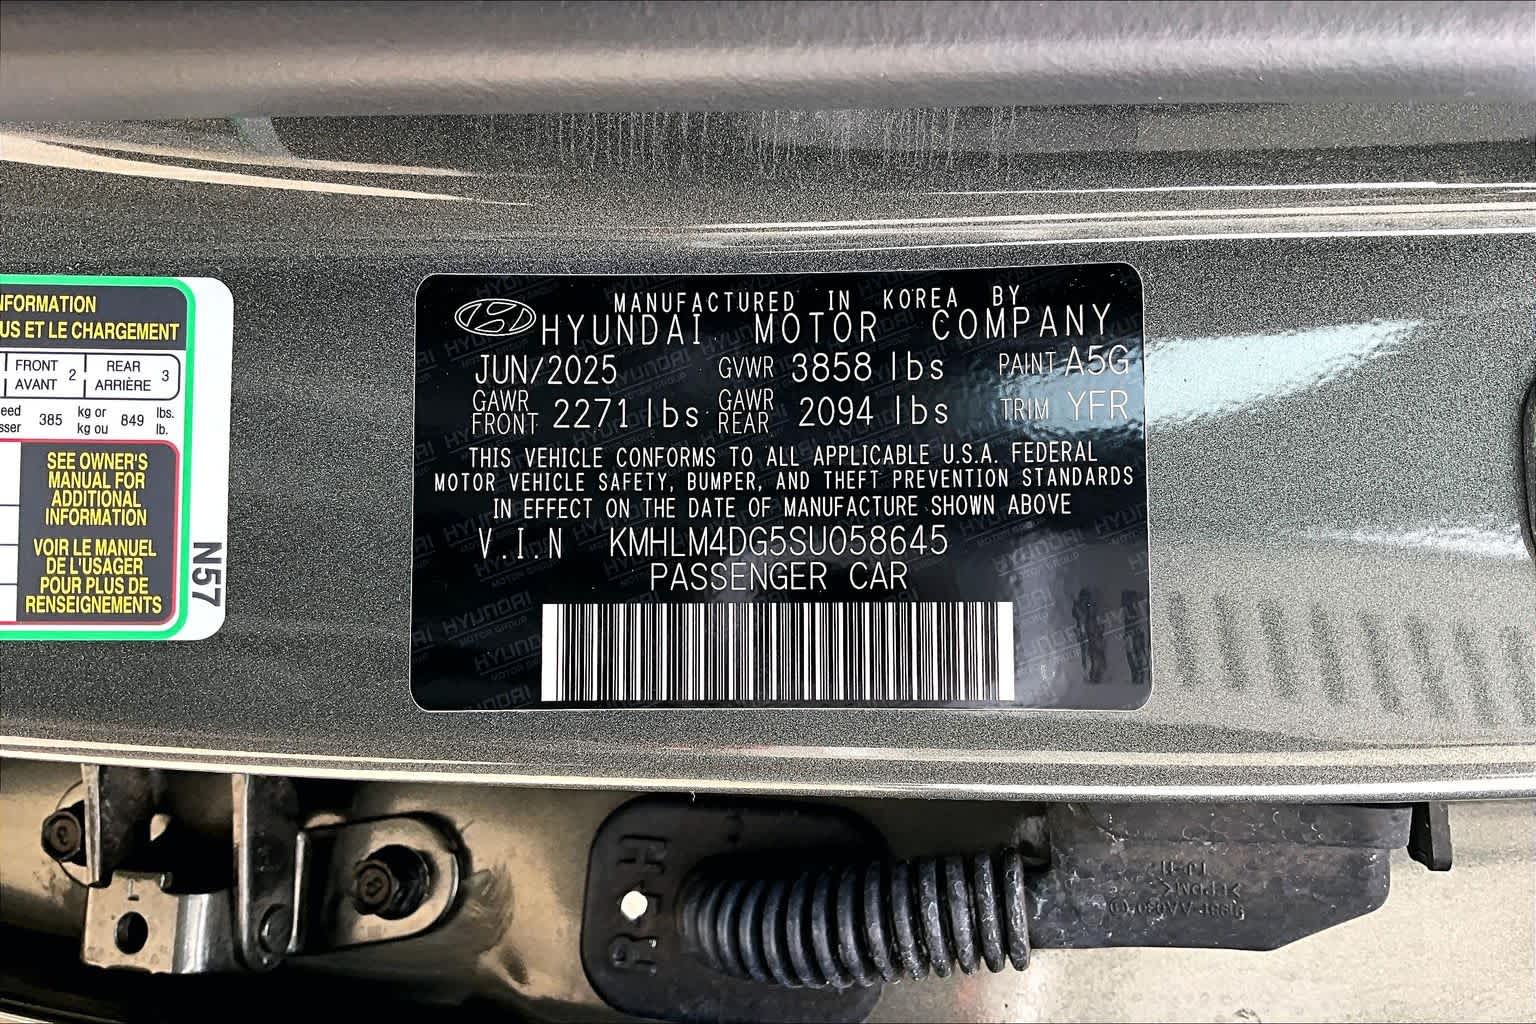 NFORMATION
US ET LE CHARGEMENT
FRONT
AVANT 2
REAR
ARRIÈRE 3
385 kg or 849 lbs.
kg ou lb.
SEE OWNER'S
MANUAL FOR
ADDITIONAL
INFORMATION
VOIR LE MANUEL
DE L'USAGER
POUR PLUS DE
RENSEIGNEMENTS
N57
MANUFACTURED IN KOREA BY
HYUNDAI MOTOR COMPANY
JUN/2025 GVWR 3858 lbs PAINT A5G
GAWR FRONT 2271 lbs GAWR REAR 2094 lbs TRIM YFR
THIS VEHICLE CONFORMS TO ALL APPLICABLE U.S.A. FEDERAL
MOTOR VEHICLE SAFETY, BUMPER, AND THEFT PREVENTION STANDARDS
IN EFFECT ON THE DATE OF MANUFACTURE SHOWN ABOVE
V.I.N KMHLM4DG5SU058645
PASSENGER CAR